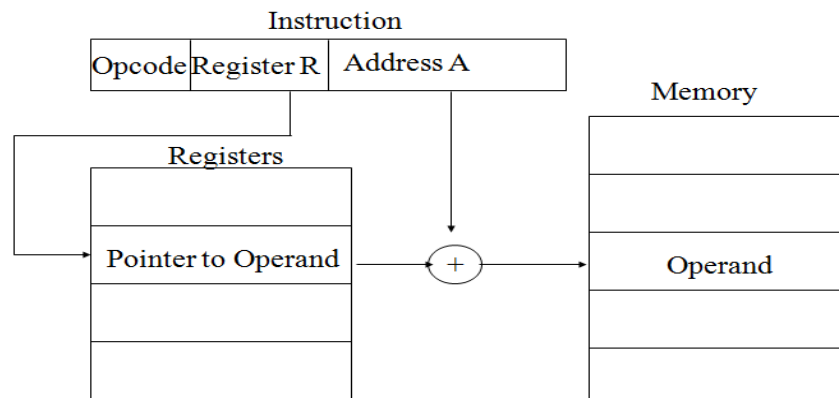 Instruction
Opcode Register R Address A
Memory
Registers
Pointer to Operand
+
Operand